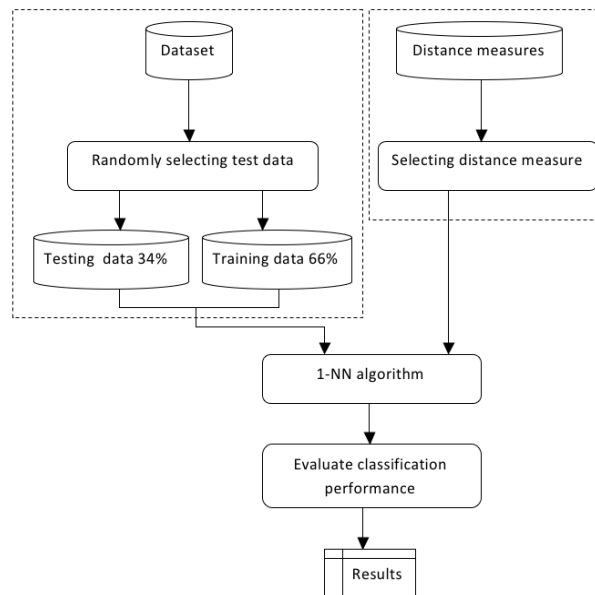 Dataset
Distance measures
Randomly selecting test data
Selecting distance measure
Testing data 34%
Training data 66%
1-NN algorithm
Evaluate classification
performance
Results